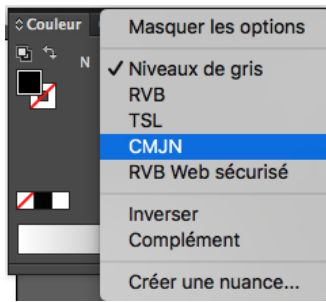 Couleur
N
Masquer les options
✓ Niveaux de gris
RVB
TSL
CMJN
RVB Web sécurisé
Inverser
Complément
Créer une nuance...